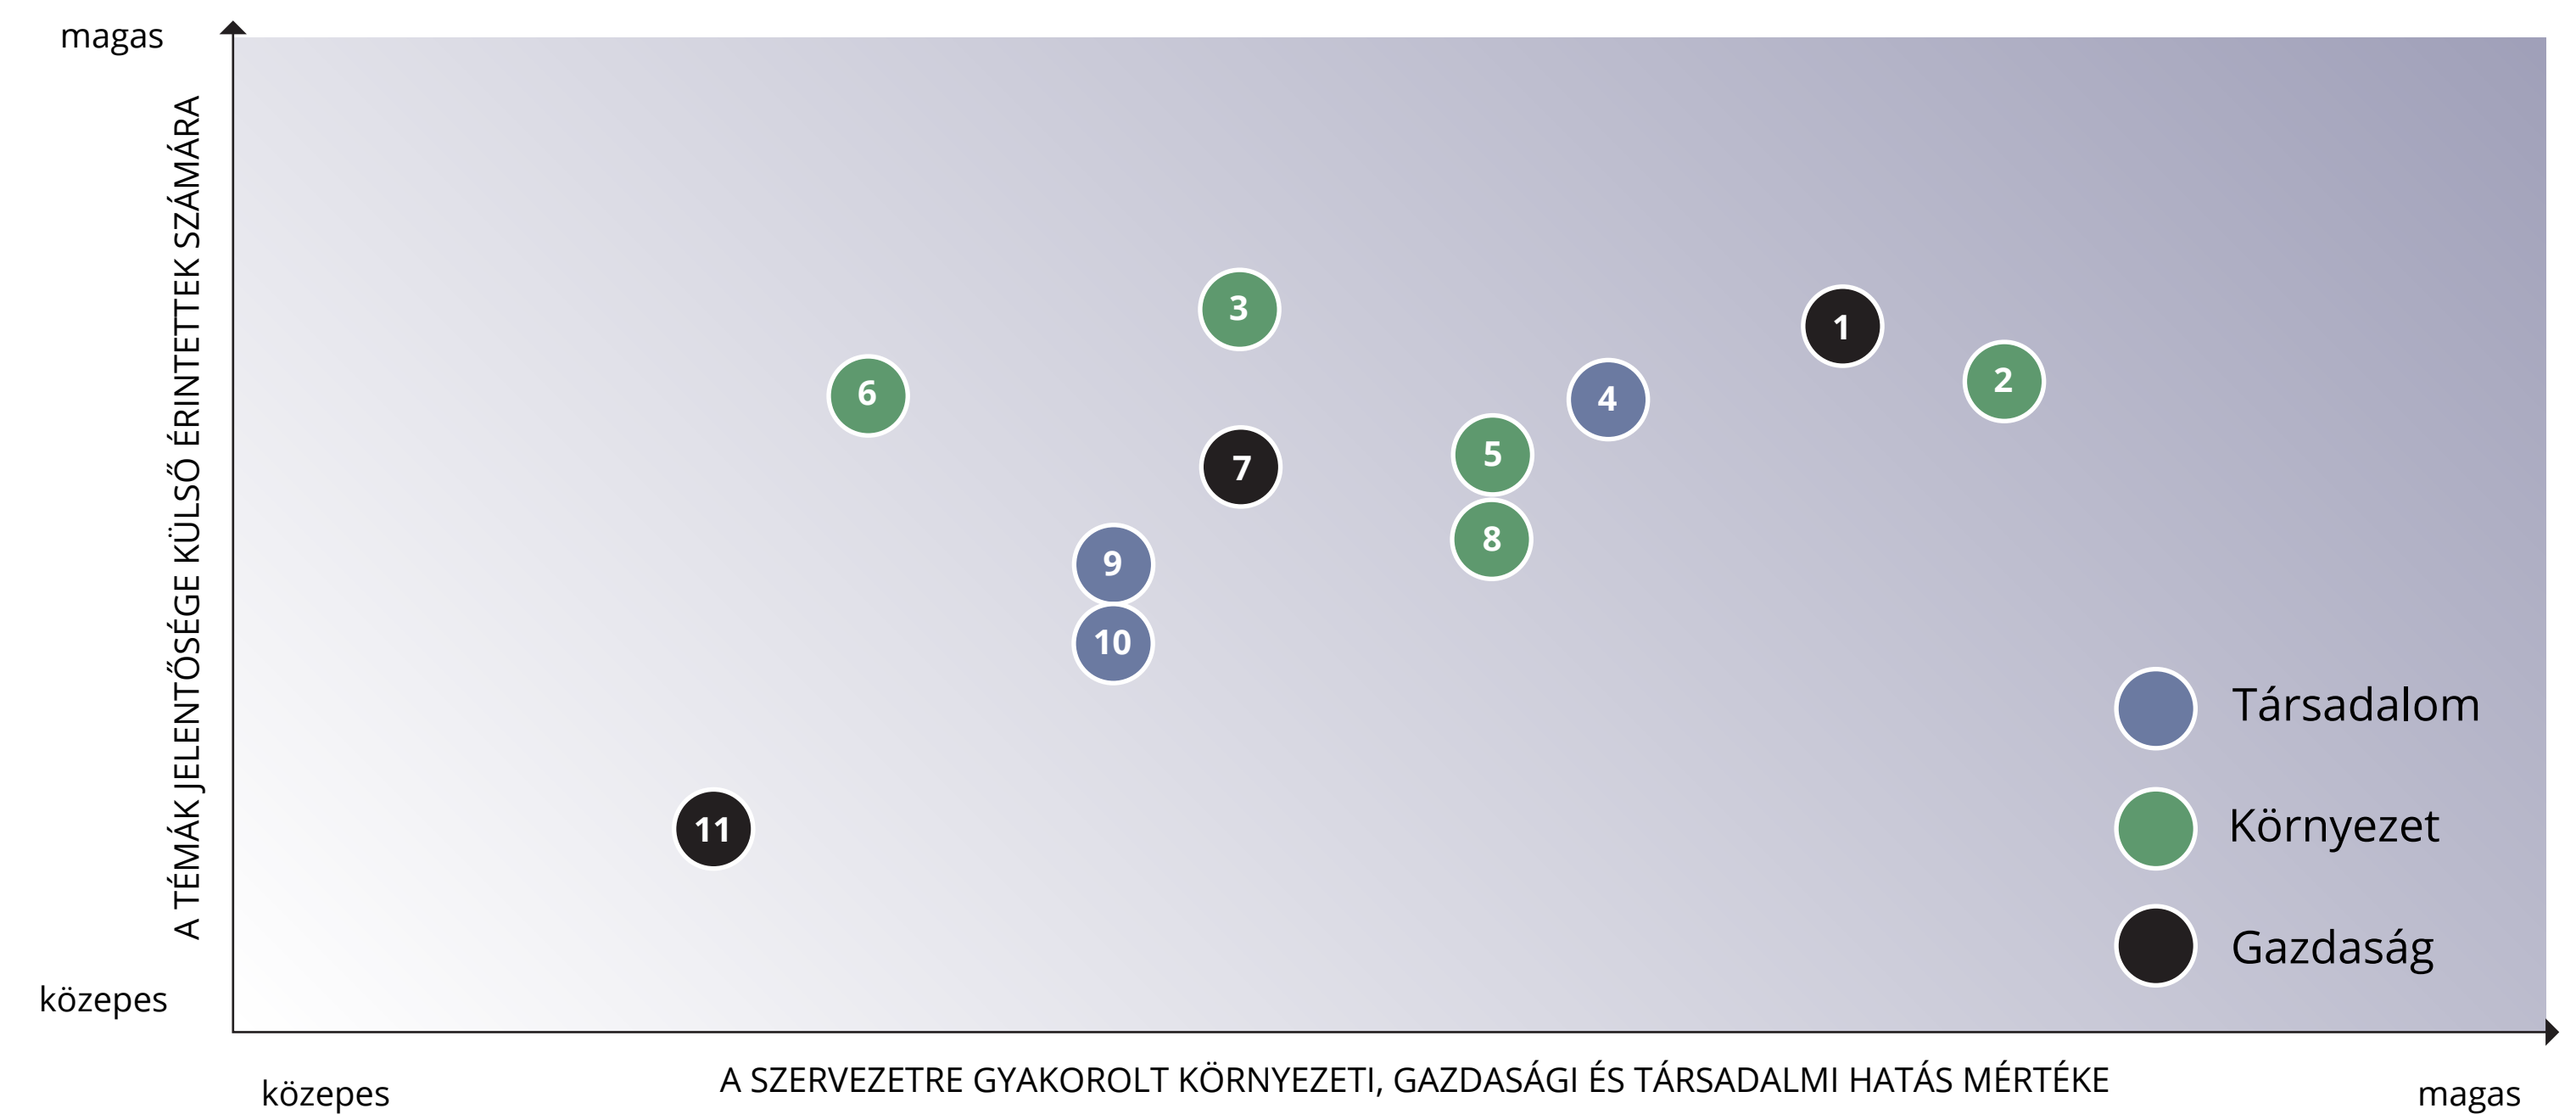 magas
A TÉMÁK JELENTŐSÉGE KÜLSŐ ÉRINTETTEK SZÁMÁRA
3
1
2
6
4
5
7
8
9
10
Társadalom
11
Környezet
Gazdaság
közepes
A SZERVEZETRE GYAKOROLT KÖRNYEZETI, GAZDASÁGI ÉS TÁRSADALMI HATÁS MÉRTÉKE
közepes
magas